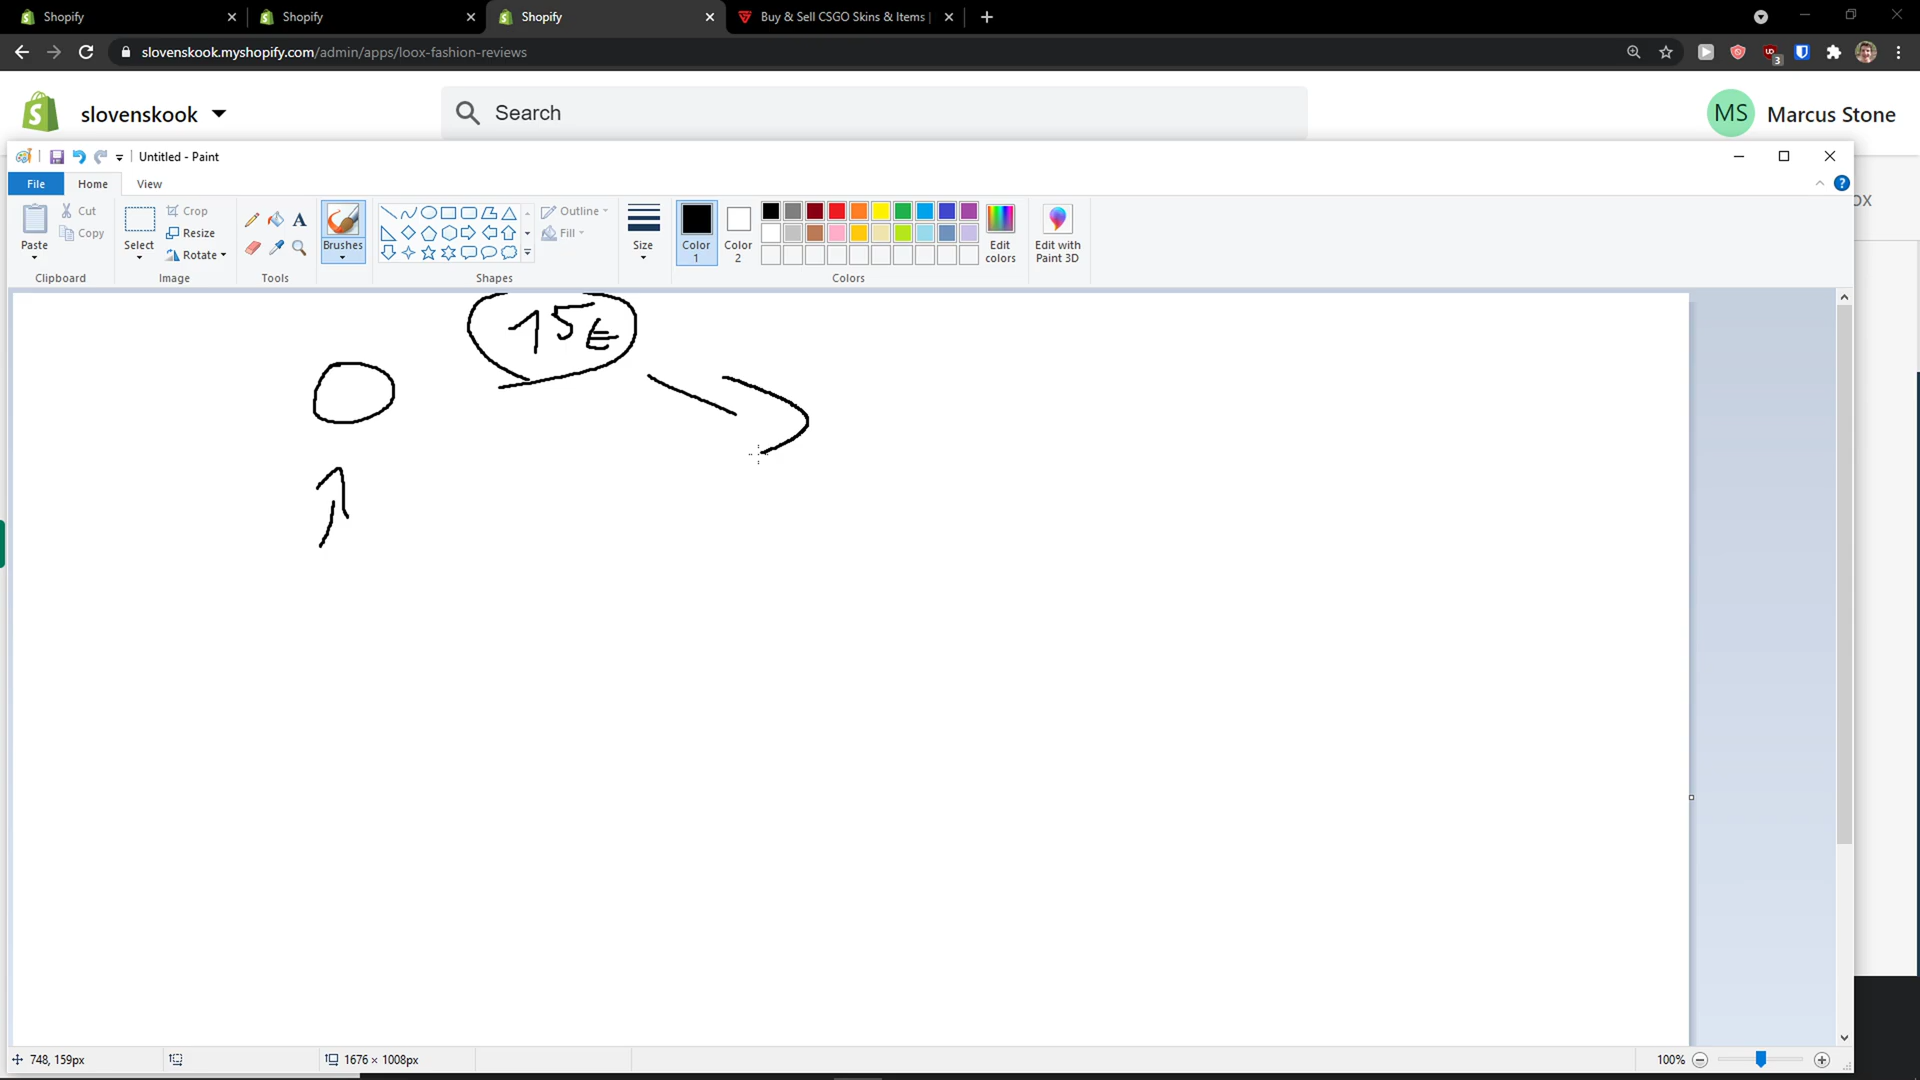 Shopify
Shopify
Shopify
Buy & Sell CSGO Skins & Items |
slovenskook.myshopify.com/admin/apps/loox-fashion-reviews
UD
3
slovenskook
Search
MS
Marcus Stone
Untitled - Paint
File
Home
View
Paste
Cut
Copy
Clipboard
Select
Crop
Resize
Rotate
Image
A
Tools
Brushes
Outline
Fill
Shapes
Size
Color 1
Color 2
Edit colors
Edit with Paint 3D
Colors
?
ox
15€
748, 159px
1676 × 1008px
100%